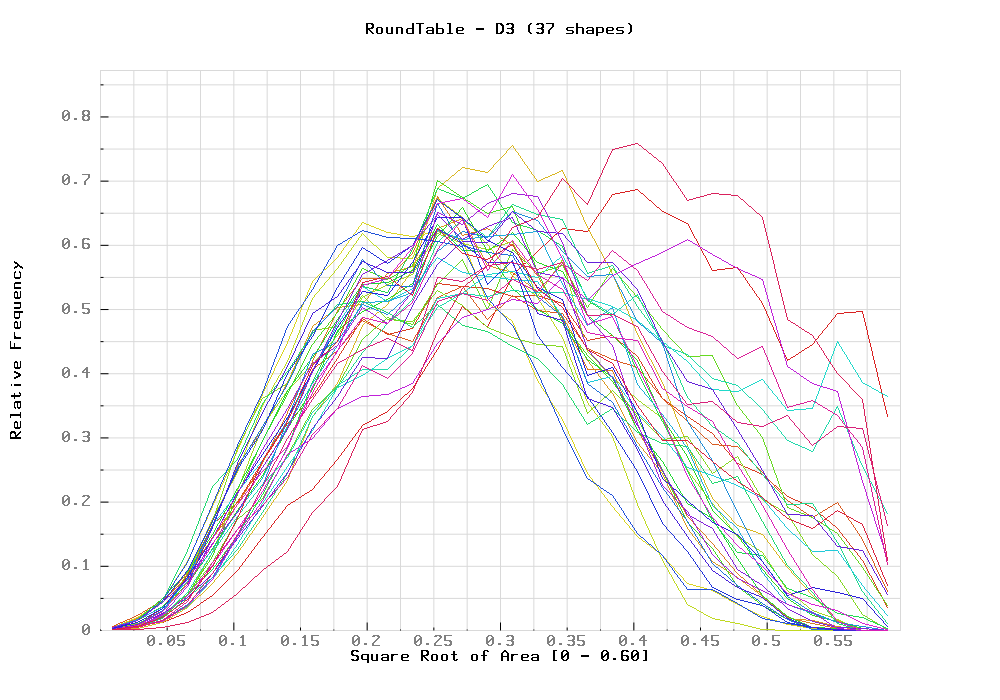 RoundTable - D3 (37 shapes)
Relative Frequency
0.8
0.7
0.6
0.5
0.4
0.3
0.2
0.1
0
0.05 0.1 0.15 0.2 0.25 0.3 0.35 0.4 0.45 0.5 0.55
Square Root of Area [0 - 0.60]